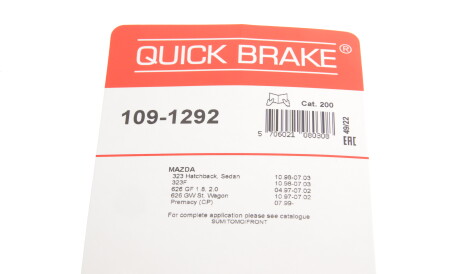 QUICK BRAKE®
Cat. 200
109-1292
5 706021 080308
49/22
EAC
MAZDA
323 Hatchback, Sedan 10.98-07.03
323F 10.98-07.03
626 GF 1.8, 2.0 04.97-07.02
626 GW St. Wagon 10.97-07.02
Premacy (CP) 07.99-
For complete application please see catalogue
SUMITOMO/FRONT